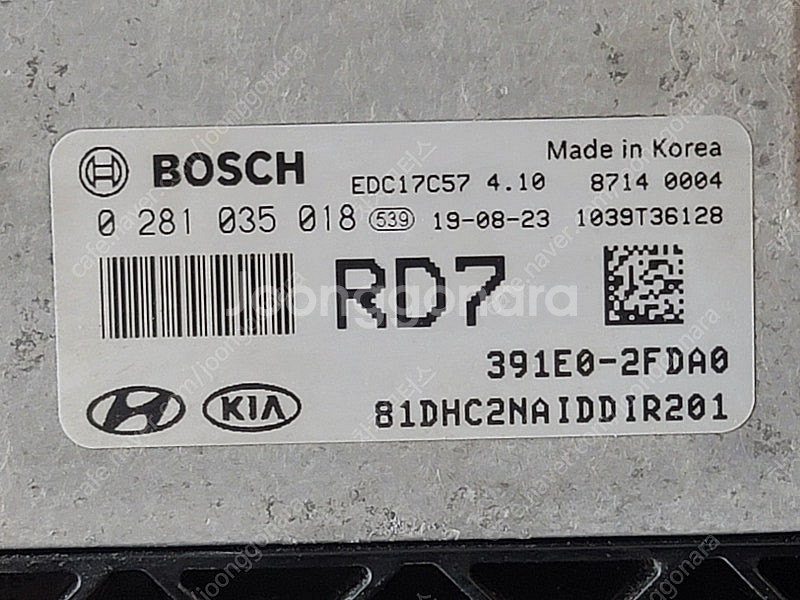 BOSCH
Made in Korea
EDC17C57 4.10 8714 0004
0 281 035 018 539 19-08-23 1039T36128
RD7
Joonggonara
391E0-2FDA0
KIA
81DHC2NAIDDIR201